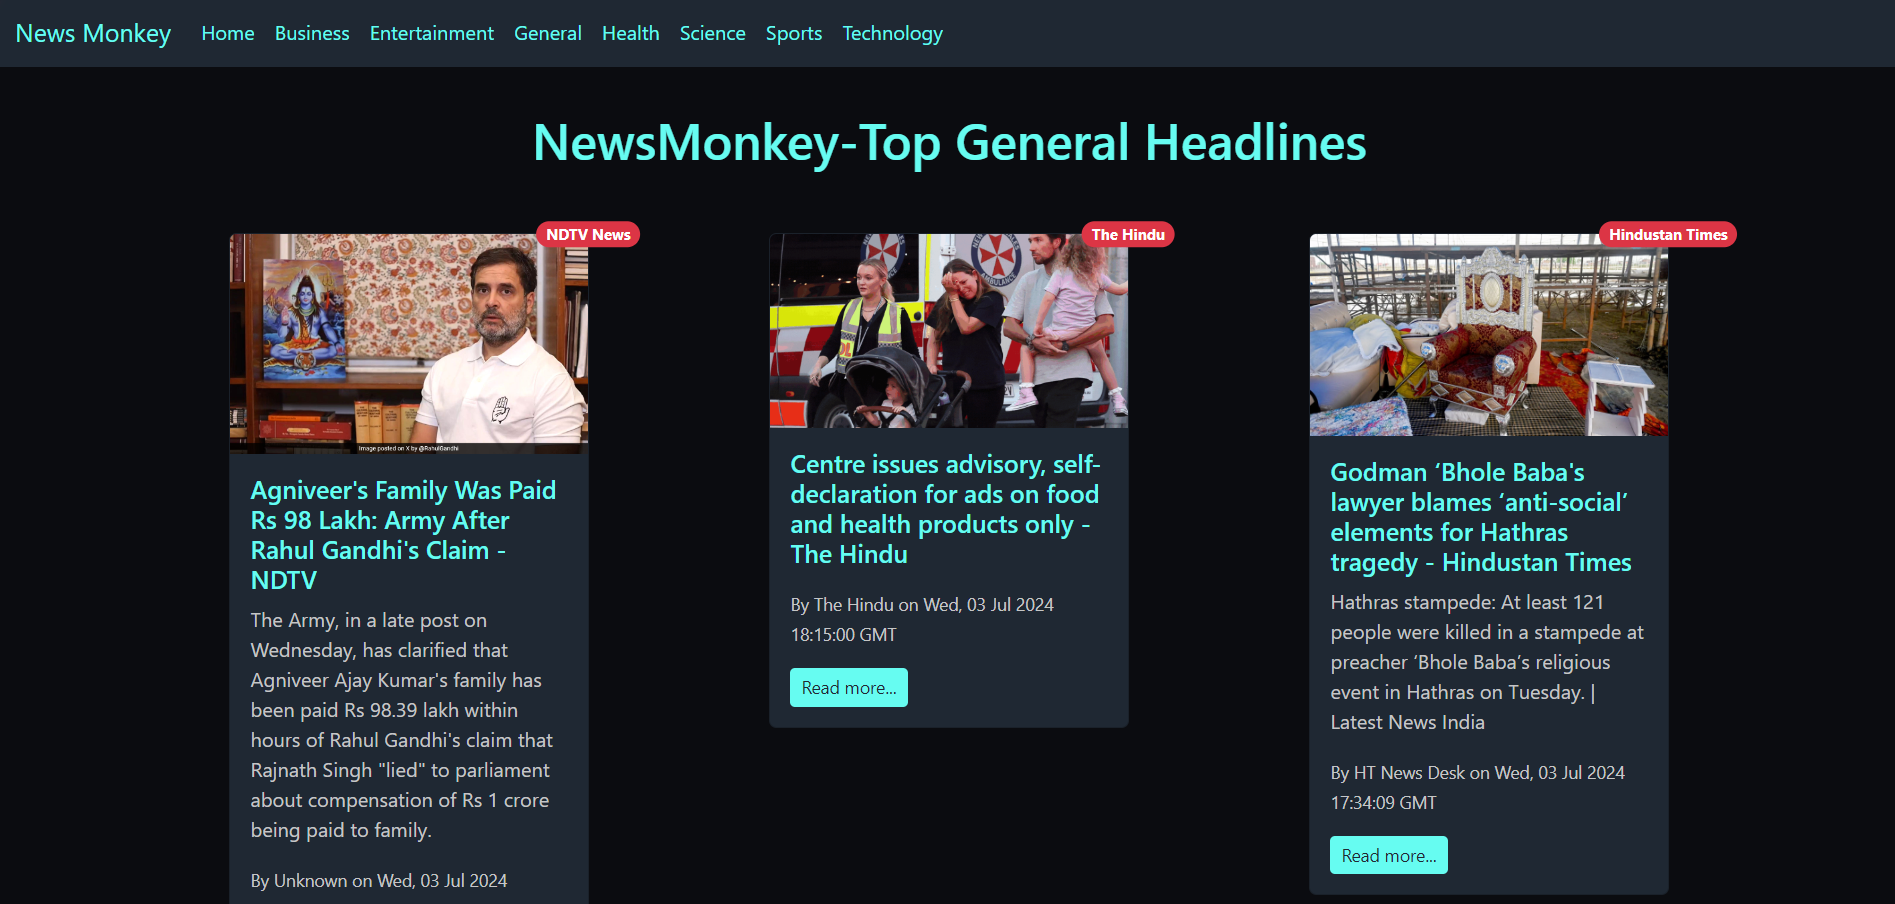 News Monkey Home Business Entertainment General Health Science Sports Technology
NewsMonkey-Top General Headlines
NDTV News
Image posted on X by @RahulGandhi
Agniveer's Family Was Paid
Rs 98 Lakh: Army After
Rahul Gandhi's Claim -
NDTV
The Army, in a late post on
Wednesday, has clarified that
Agniveer Ajay Kumar's family has
been paid Rs 98.39 lakh within
hours of Rahul Gandhi's claim that
Rajnath Singh "lied" to parliament
about compensation of Rs 1 crore
being paid to family.
By Unknown on Wed, 03 Jul 2024
The Hindu
Centre issues advisory, self-
declaration for ads on food
and health products only -
The Hindu
By The Hindu on Wed, 03 Jul 2024
18:15:00 GMT
Read more...
Hindustan Times
Godman ‘Bhole Baba's
lawyer blames ‘anti-social’
elements for Hathras
tragedy - Hindustan Times
Hathras stampede: At least 121
people were killed in a stampede at
preacher ‘Bhole Baba’s religious
event in Hathras on Tuesday. |
Latest News India
By HT News Desk on Wed, 03 Jul 2024
17:34:09 GMT
Read more...